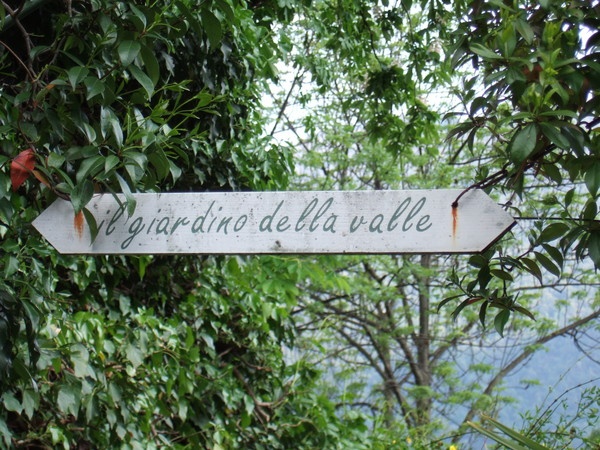 il giardino della valle